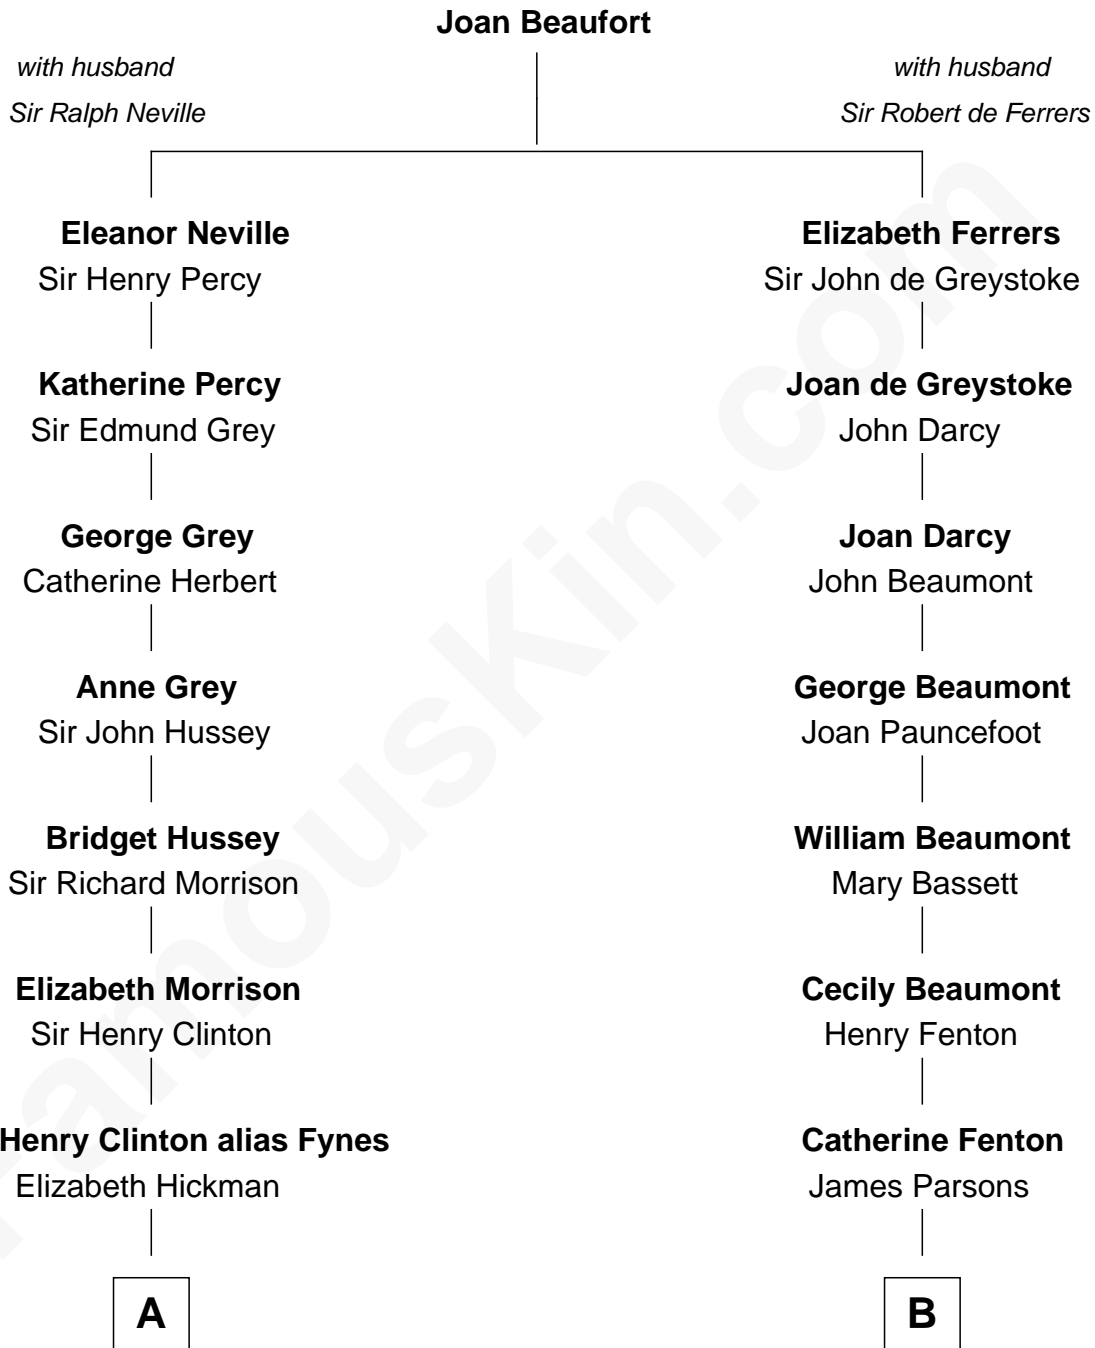 Joan Beaufort
with husband
Sir Ralph Neville
with husband
Sir Robert de Ferrers
Eleanor Neville
Sir Henry Percy
Elizabeth Ferrers
Sir John de Greystoke
Katherine Percy
Sir Edmund Grey
Joan de Greystoke
John Darcy
George Grey
Catherine Herbert
Joan Darcy
John Beaumont
Anne Grey
Sir John Hussey
George Beaumont
Joan Pauncefoot
Bridget Hussey
Sir Richard Morrison
William Beaumont
Mary Bassett
Elizabeth Morrison
Sir Henry Clinton
Cecily Beaumont
Henry Fenton
Henry Clinton alias Fynes
Elizabeth Hickman
Catherine Fenton
James Parsons
A
B
FamousKin.com